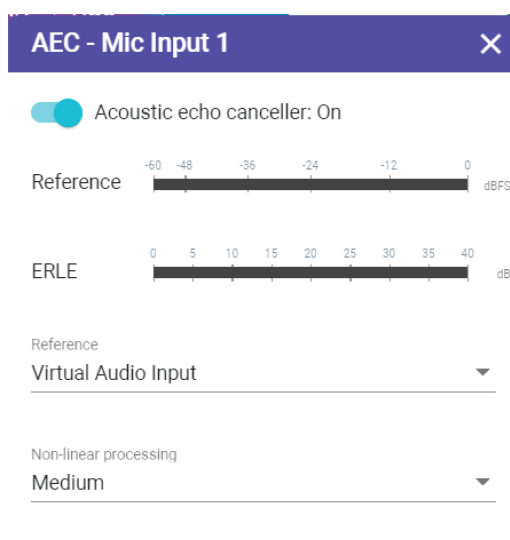 AEC - Mic Input 1
Acoustic echo canceller: On
-60 -48 -36 -24 -12 0
Reference dBFS
0 5 10 15 20 25 30 35 40
ERLE dB
Reference
Virtual Audio Input
Non-linear processing
Medium